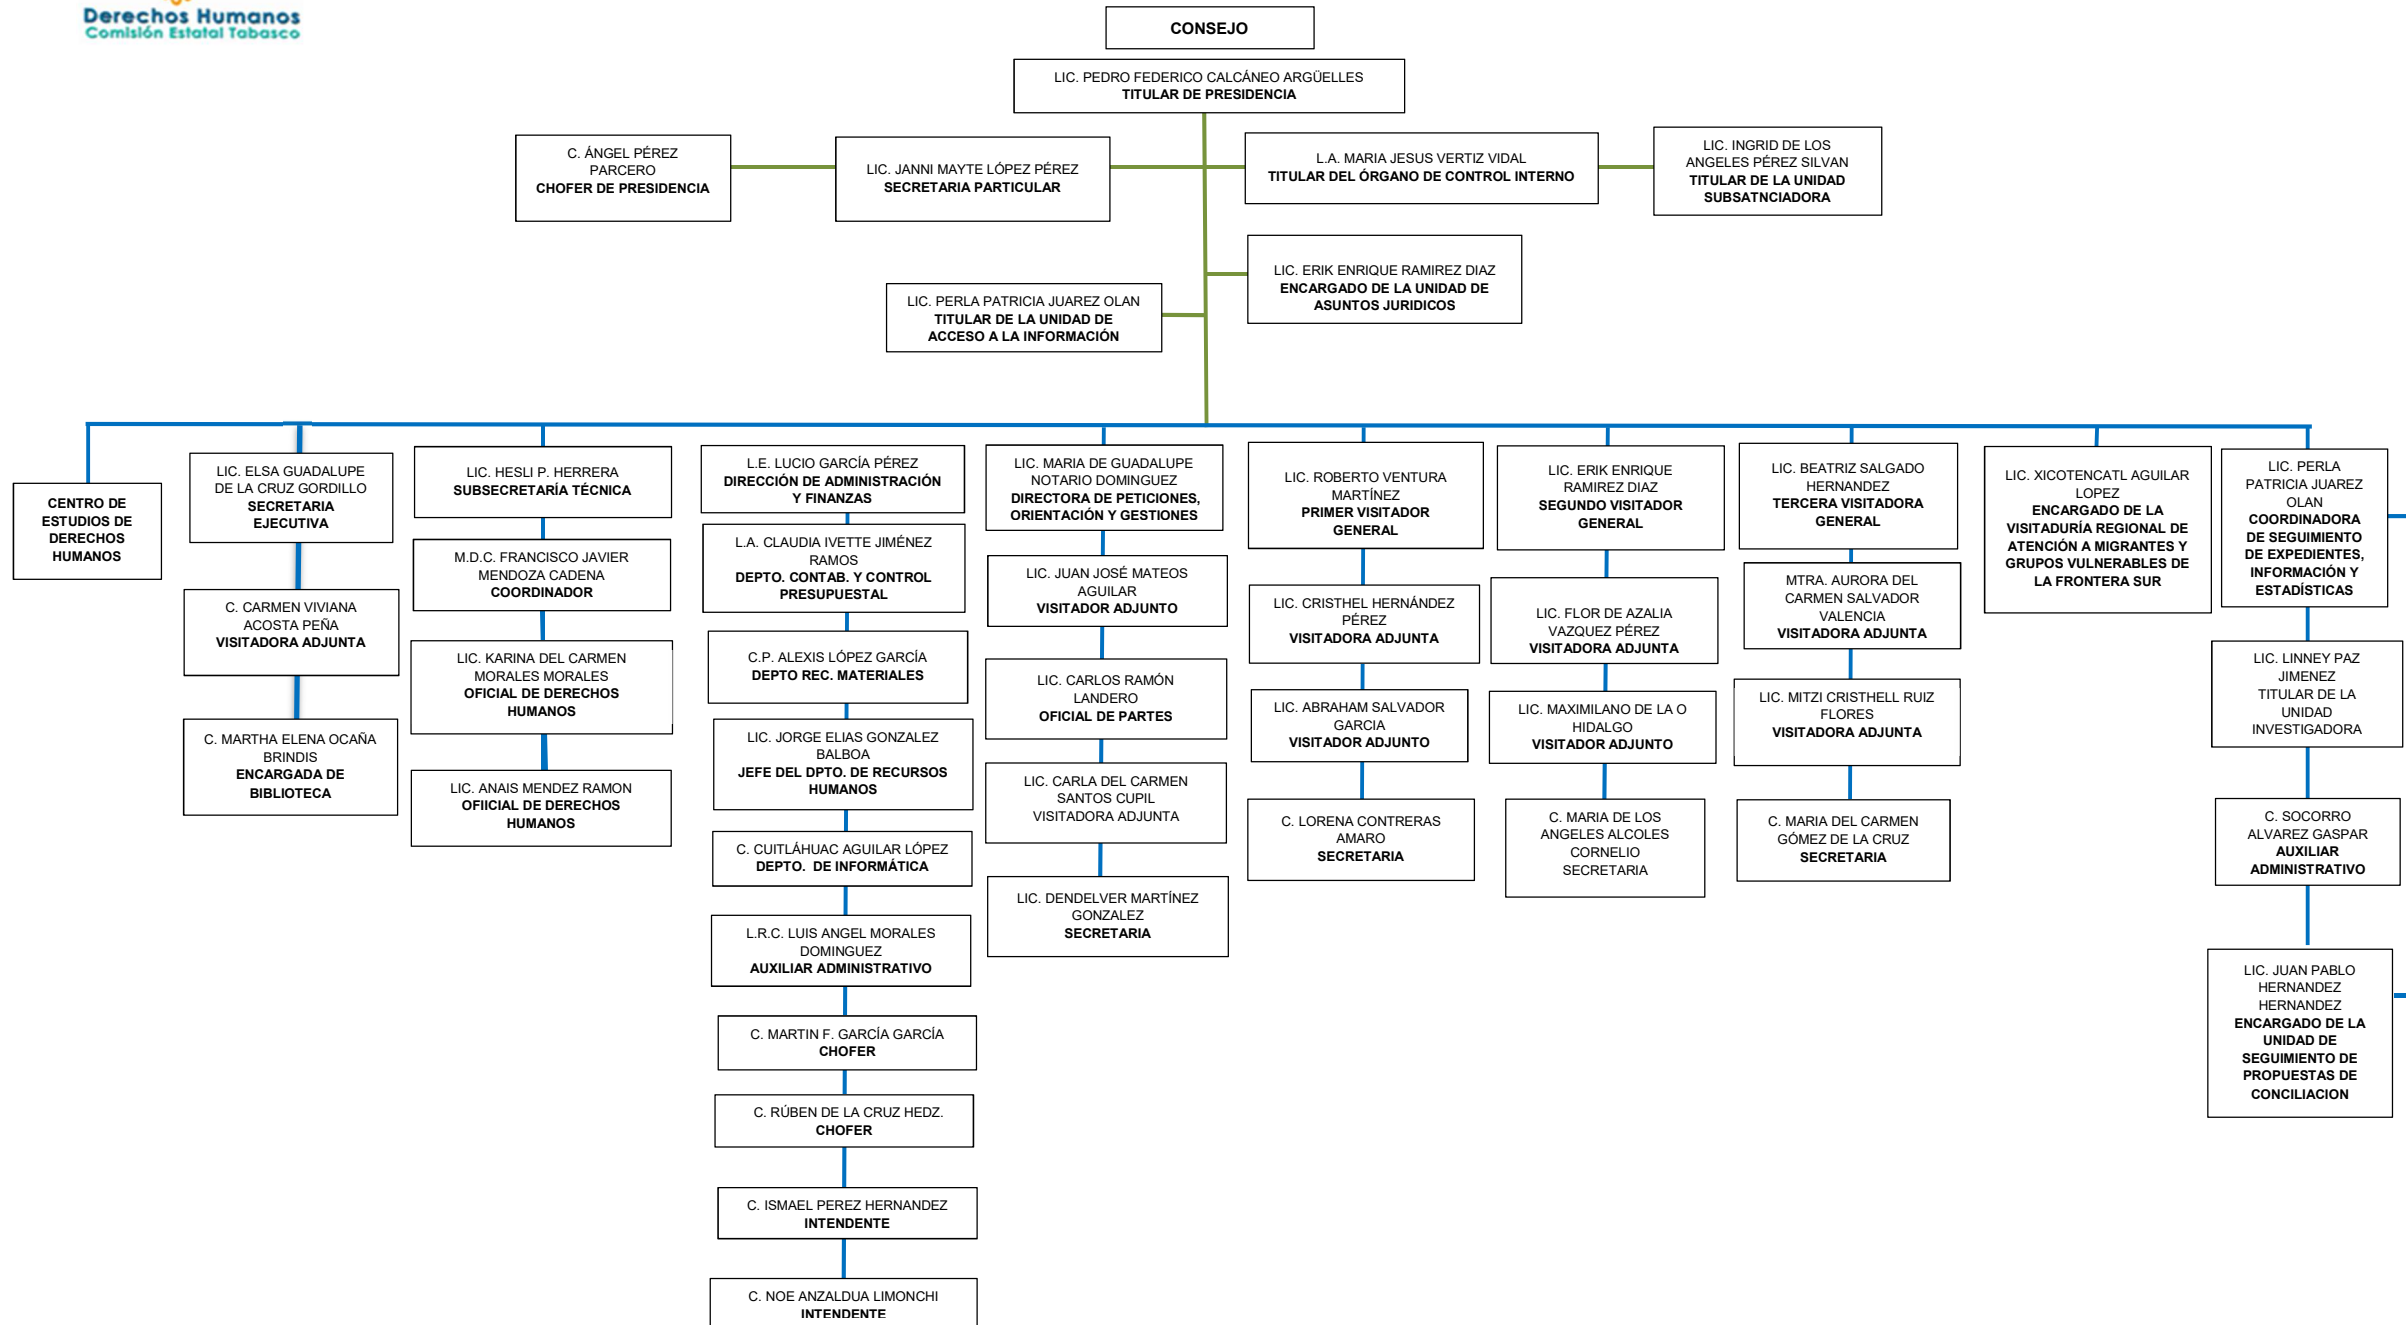 Derechos Humanos
Comisión Estatal Tabasco
CONSEJO
LIC. PEDRO FEDERICO CALCÁNEO ARGÜELLES
TITULAR DE PRESIDENCIA
C. ÁNGEL PÉREZ
PARCERO
CHOFER DE PRESIDENCIA
LIC. JANNI MAYTE LÓPEZ PÉREZ
SECRETARIA PARTICULAR
L.A. MARIA JESUS VERTIZ VIDAL
TITULAR DEL ÓRGANO DE CONTROL INTERNO
LIC. INGRID DE LOS
ANGELES PÉREZ SILVAN
TITULAR DE LA UNIDAD
SUBSATNCIADORA
LIC. ERIK ENRIQUE RAMIREZ DIAZ
ENCARGADO DE LA UNIDAD DE
ASUNTOS JURIDICOS
LIC. PERLA PATRICIA JUAREZ OLAN
TITULAR DE LA UNIDAD DE
ACCESO A LA INFORMACIÓN
CENTRO DE
ESTUDIOS DE
DERECHOS
HUMANOS
LIC. ELSA GUADALUPE
DE LA CRUZ GORDILLO
SECRETARIA
EJECUTIVA
C. CARMEN VIVIANA
ACOSTA PEÑA
VISITADORA ADJUNTA
C. MARTHA ELENA OCAÑA
BRINDIS
ENCARGADA DE
BIBLIOTECA
LIC. HESLI P. HERRERA
SUBSECRETARÍA TÉCNICA
M.D.C. FRANCISCO JAVIER
MENDOZA CADENA
COORDINADOR
LIC. KARINA DEL CARMEN
MORALES MORALES
OFICIAL DE DERECHOS
HUMANOS
LIC. ANAIS MENDEZ RAMON
OFIICIAL DE DERECHOS
HUMANOS
L.E. LUCIO GARCÍA PÉREZ
DIRECCIÓN DE ADMINISTRACIÓN
Y FINANZAS
L.A. CLAUDIA IVETTE JIMÉNEZ
RAMOS
DEPTO. CONTAB. Y CONTROL
PRESUPUESTAL
C.P. ALEXIS LÓPEZ GARCÍA
DEPTO REC. MATERIALES
LIC. JORGE ELIAS GONZALEZ
BALBOA
JEFE DEL DPTO. DE RECURSOS
HUMANOS
C. CUITLÁHUAC AGUILAR LÓPEZ
DEPTO. DE INFORMÁTICA
L.R.C. LUIS ANGEL MORALES
DOMINGUEZ
AUXILIAR ADMINISTRATIVO
C. MARTIN F. GARCÍA GARCÍA
CHOFER
C. RÚBEN DE LA CRUZ HEDZ.
CHOFER
C. ISMAEL PEREZ HERNANDEZ
INTENDENTE
C. NOE ANZALDUA LIMONCHI
INTENDENTE
LIC. MARIA DE GUADALUPE
NOTARIO DOMINGUEZ
DIRECTORA DE PETICIONES,
ORIENTACIÓN Y GESTIONES
LIC. JUAN JOSÉ MATEOS
AGUILAR
VISITADOR ADJUNTO
LIC. CARLOS RAMÓN
LANDERO
OFICIAL DE PARTES
LIC. CARLA DEL CARMEN
SANTOS CUPIL
VISITADORA ADJUNTA
LIC. DENDELVER MARTÍNEZ
GONZALEZ
SECRETARIA
LIC. ROBERTO VENTURA
MARTÍNEZ
PRIMER VISITADOR
GENERAL
LIC. CRISTHEL HERNÁNDEZ
PÉREZ
VISITADORA ADJUNTA
LIC. ABRAHAM SALVADOR
GARCIA
VISITADOR ADJUNTO
C. LORENA CONTRERAS
AMARO
SECRETARIA
LIC. ERIK ENRIQUE
RAMIREZ DIAZ
SEGUNDO VISITADOR
GENERAL
LIC. FLOR DE AZALIA
VAZQUEZ PÉREZ
VISITADORA ADJUNTA
LIC. MAXIMILANO DE LA O
HIDALGO
VISITADOR ADJUNTO
C. MARIA DE LOS
ANGELES ALCOLES
CORNELIO
SECRETARIA
LIC. BEATRIZ SALGADO
HERNANDEZ
TERCERA VISITADORA
GENERAL
MTRA. AURORA DEL
CARMEN SALVADOR
VALENCIA
VISITADORA ADJUNTA
LIC. MITZI CRISTHELL RUIZ
FLORES
VISITADORA ADJUNTA
C. MARIA DEL CARMEN
GÓMEZ DE LA CRUZ
SECRETARIA
LIC. XICOTENCATL AGUILAR
LOPEZ
ENCARGADO DE LA
VISITADURÍA REGIONAL DE
ATENCIÓN A MIGRANTES Y
GRUPOS VULNERABLES DE
LA FRONTERA SUR
LIC. PERLA
PATRICIA JUAREZ
OLAN
COORDINADORA
DE SEGUIMIENTO
DE EXPEDIENTES,
INFORMACIÓN Y
ESTADÍSTICAS
LIC. LINNEY PAZ
JIMENEZ
TITULAR DE LA
UNIDAD
INVESTIGADORA
C. SOCORRO
ALVAREZ GASPAR
AUXILIAR
ADMINISTRATIVO
LIC. JUAN PABLO
HERNANDEZ
HERNANDEZ
ENCARGADO DE LA
UNIDAD DE
SEGUIMIENTO DE
PROPUESTAS DE
CONCILIACION